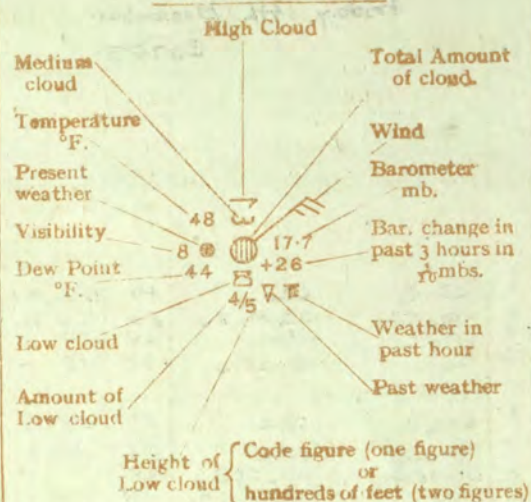 High Cloud
Medium
cloud
Total Amount
of cloud.
Temperature
°F.
Wind
Present
weather
Barometer
mb.
48
Visibility
8
17.7
Bar. change in
past 3 hours in
1/10 mbs.
Dew Point
°F.
44
+26
4/5
Low cloud
Weather in
past hour
Amount of
Low cloud
Past weather
Height of
Low cloud
Code figure (one figure)
or
hundreds of feet (two figures)